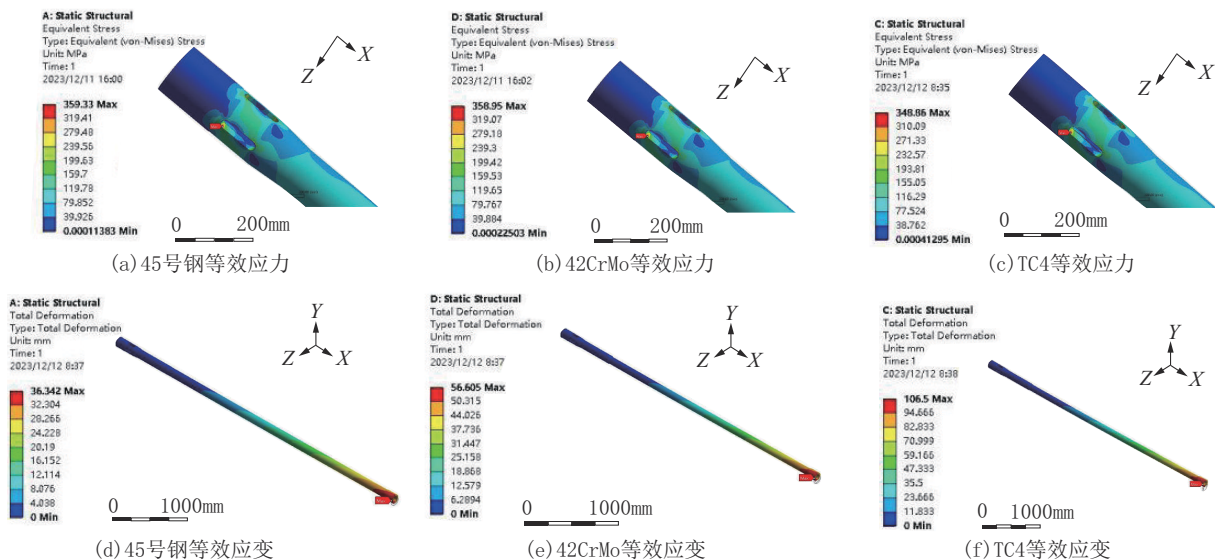 A: Static Structural
Equivalent Stress
Type: Equivalent (von-Mises) Stress
Unit: MPa
Time: 1
2023/12/11 16:00
359.33 Max
319.41
279.48
239.56
199.63
159.7
119.78
79.852
39.926
0.00011383 Min
Z
X
0
200mm
(a)45号钢等效应力
D: Static Structural
Equivalent Stress
Type: Equivalent (von-Mises) Stress
Unit: MPa
Time: 1
2023/12/11 16:02
358.95 Max
319.07
279.18
239.3
199.42
159.53
119.65
79.767
39.884
0.00022503 Min
Z
X
0
200mm
(b)42CrMo等效应力
C: Static Structural
Equivalent Stress
Type: Equivalent (von-Mises) Stress
Unit: MPa
Time: 1
2023/12/12 8:35
348.86 Max
310.09
271.33
232.57
193.81
155.05
116.29
77.524
38.762
0.00041295 Min
Z
X
0
200mm
(c)TC4等效应力
A: Static Structural
Total Deformation
Type: Total Deformation
Unit: mm
Time: 1
2023/12/12 8:37
36.342 Max
32.304
28.266
24.228
20.19
16.152
12.114
8.076
4.038
0 Min
Y
Z
X
0
1000mm
(d)45号钢等效应变
D: Static Structural
Total Deformation
Type: Total Deformation
Unit: mm
Time: 1
2023/12/12 8:37
56.605 Max
50.315
44.026
37.736
31.447
25.158
18.868
12.579
6.2894
0 Min
Y
Z
X
0
1000mm
(e)42CrMo等效应变
C: Static Structural
Total Deformation
Type: Total Deformation
Unit: mm
Time: 1
2023/12/12 8:38
106.5 Max
94.666
82.833
70.999
59.166
47.333
35.5
23.666
11.833
0 Min
Y
Z
X
0
1000mm
(f)TC4等效应变